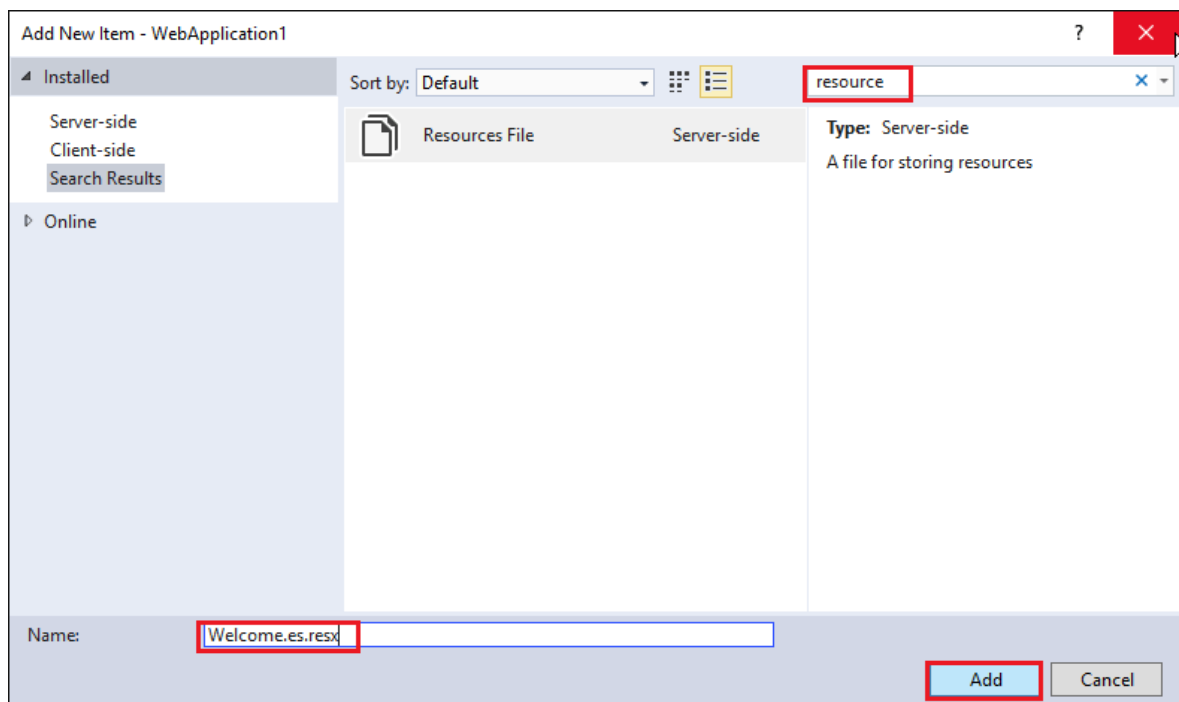 Add New Item - WebApplication1
?
Installed
Sort by: Default
resource
Server-side
Client-side
Search Results
Online
Resources File Server-side
Type: Server-side
A file for storing resources
Name: Welcome.es.resx
Add Cancel